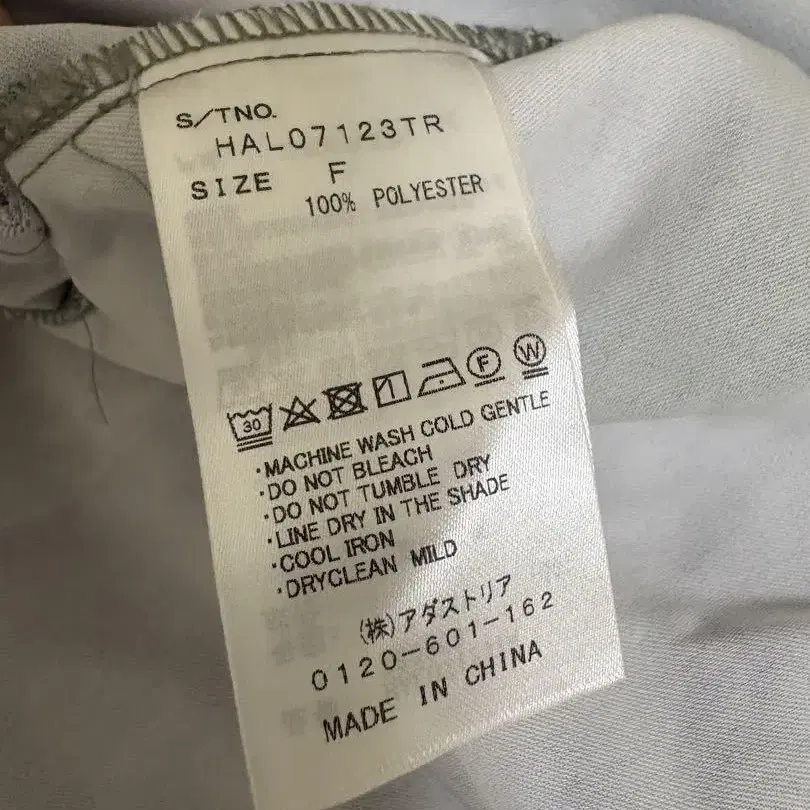 S/TNO.
HAL07123TR
SIZE F
100% POLYESTER
30 1 F W
・MACHINE WASH COLD GENTLE
・DO NOT BLEACH
・DO NOT TUMBLE DRY
・LINE DRY IN THE SHADE
・COOL IRON
・DRYCLEAN MILD
(株)アダストリア
0120-601-162
MADE IN CHINA